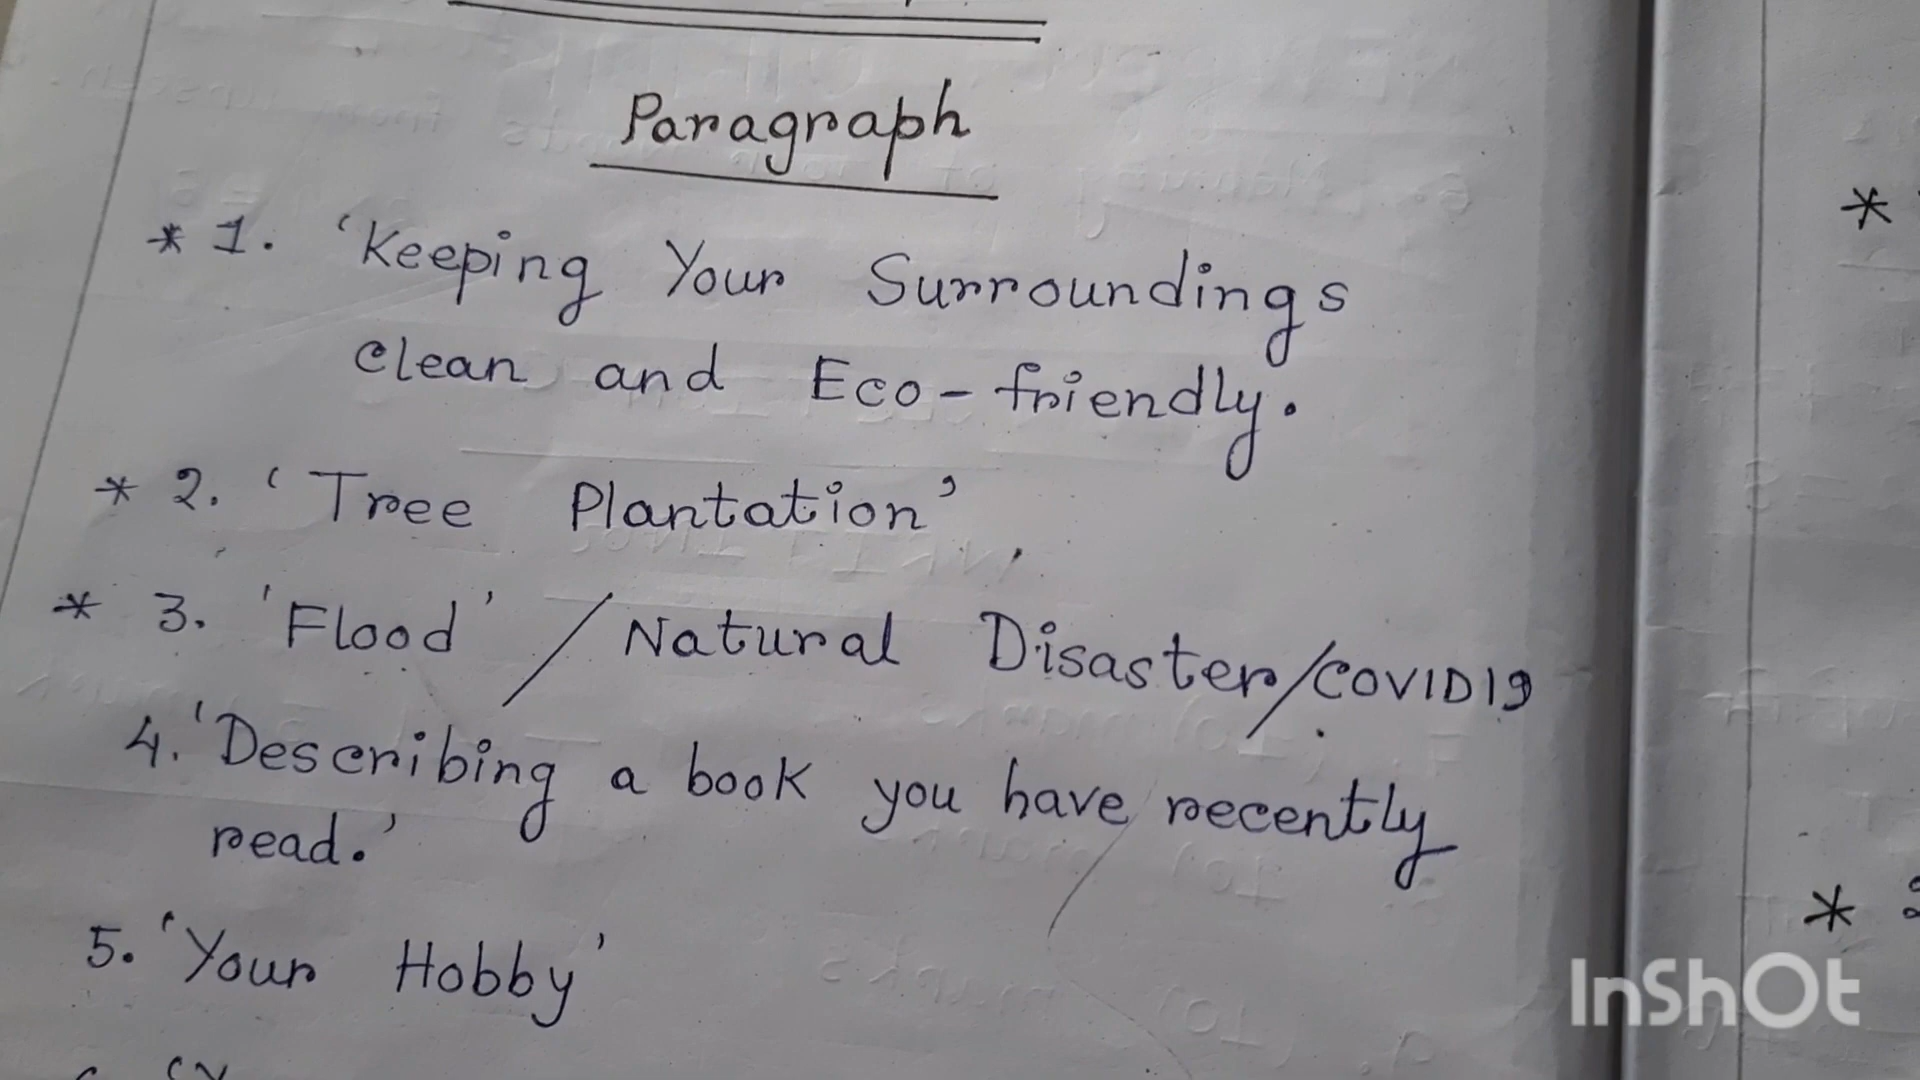 Paragraph
* 1. 'Keeping Your Surroundings
clean and Eco-friendly.
* 2. 'Tree Plantation'
* 3. 'Flood' / Natural Disaster/COVID19
4. 'Describing a book you have recently
read.'
5. 'Your Hobby'
*
*
InShOt